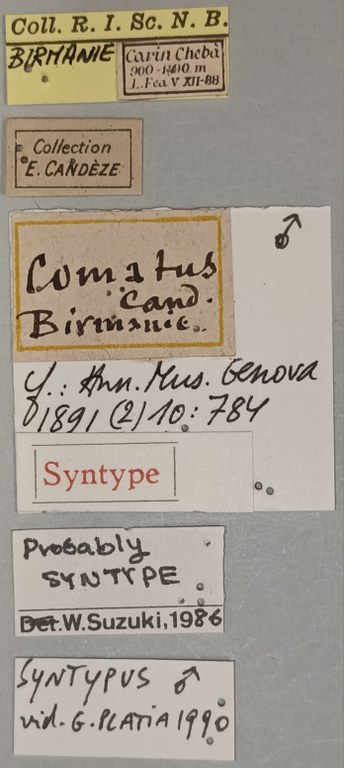 Coll. R. I. Sc. N. B.
BIRMANIE
Carin Chebà
900-1100 m
L. Fea V XII-88
Collection
E. CANDÈZE
♂
Comatus
Cand.
Birmanie.
cf.: Ann. Mus. Genova
1891 (2) 10: 784
Syntype
Probably
SYNTYPE
Det. W. Suzuki, 1986
SYNTYPUS ♂
vid. G. PLATIA 1990